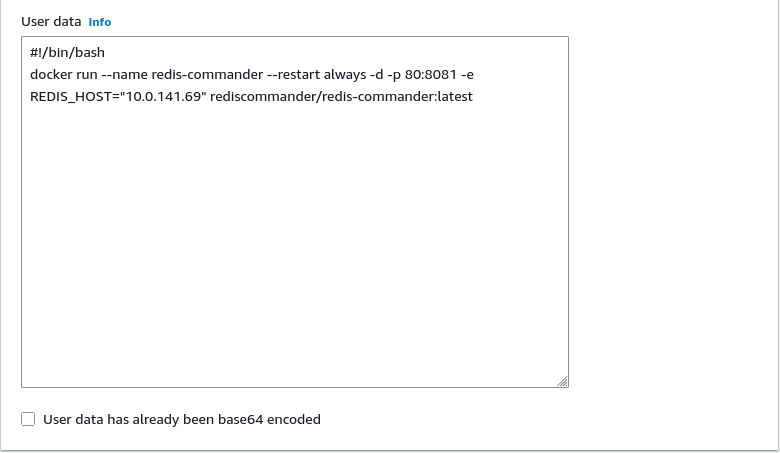 User data Info
#!/bin/bash
docker run --name redis-commander --restart always -d -p 80:8081 -e
REDIS_HOST="10.0.141.69" rediscommander/redis-commander:latest
User data has already been base64 encoded